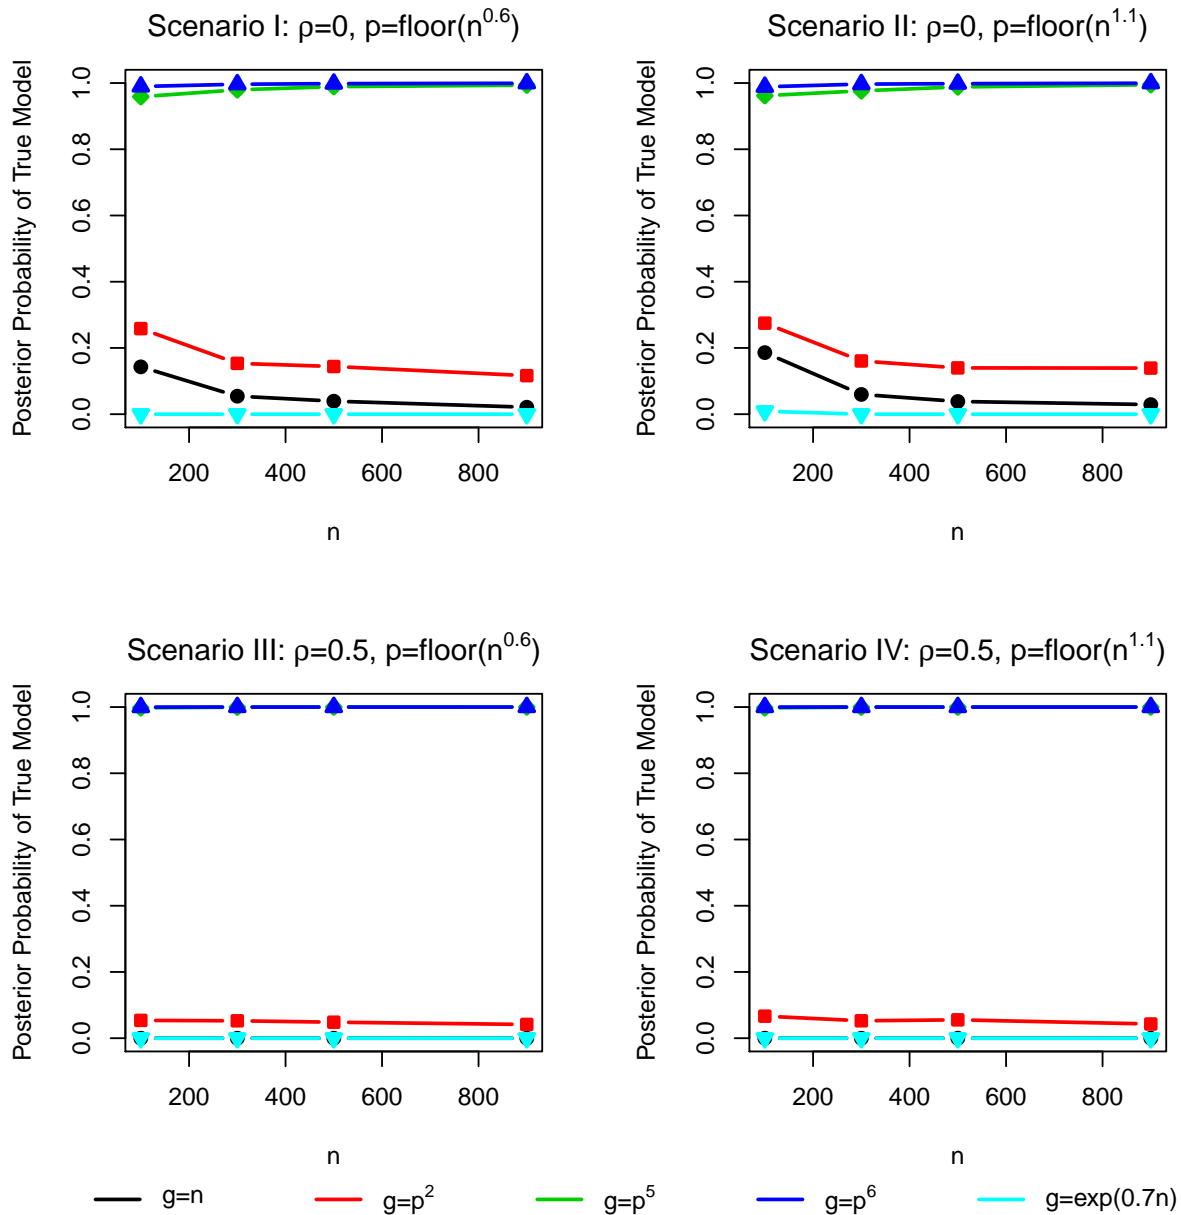 Scenario I: ρ=0, p=floor(n^0.6)
Posterior Probability of True Model
1.0
0.8
0.6
0.4
0.2
0.0
200 400 600 800
n
Scenario II: ρ=0, p=floor(n^1.1)
Posterior Probability of True Model
1.0
0.8
0.6
0.4
0.2
0.0
200 400 600 800
n
Scenario III: ρ=0.5, p=floor(n^0.6)
Posterior Probability of True Model
1.0
0.8
0.6
0.4
0.2
0.0
200 400 600 800
n
Scenario IV: ρ=0.5, p=floor(n^1.1)
Posterior Probability of True Model
1.0
0.8
0.6
0.4
0.2
0.0
200 400 600 800
n
g=n g=p^2 g=p^5 g=p^6 g=exp(0.7n)